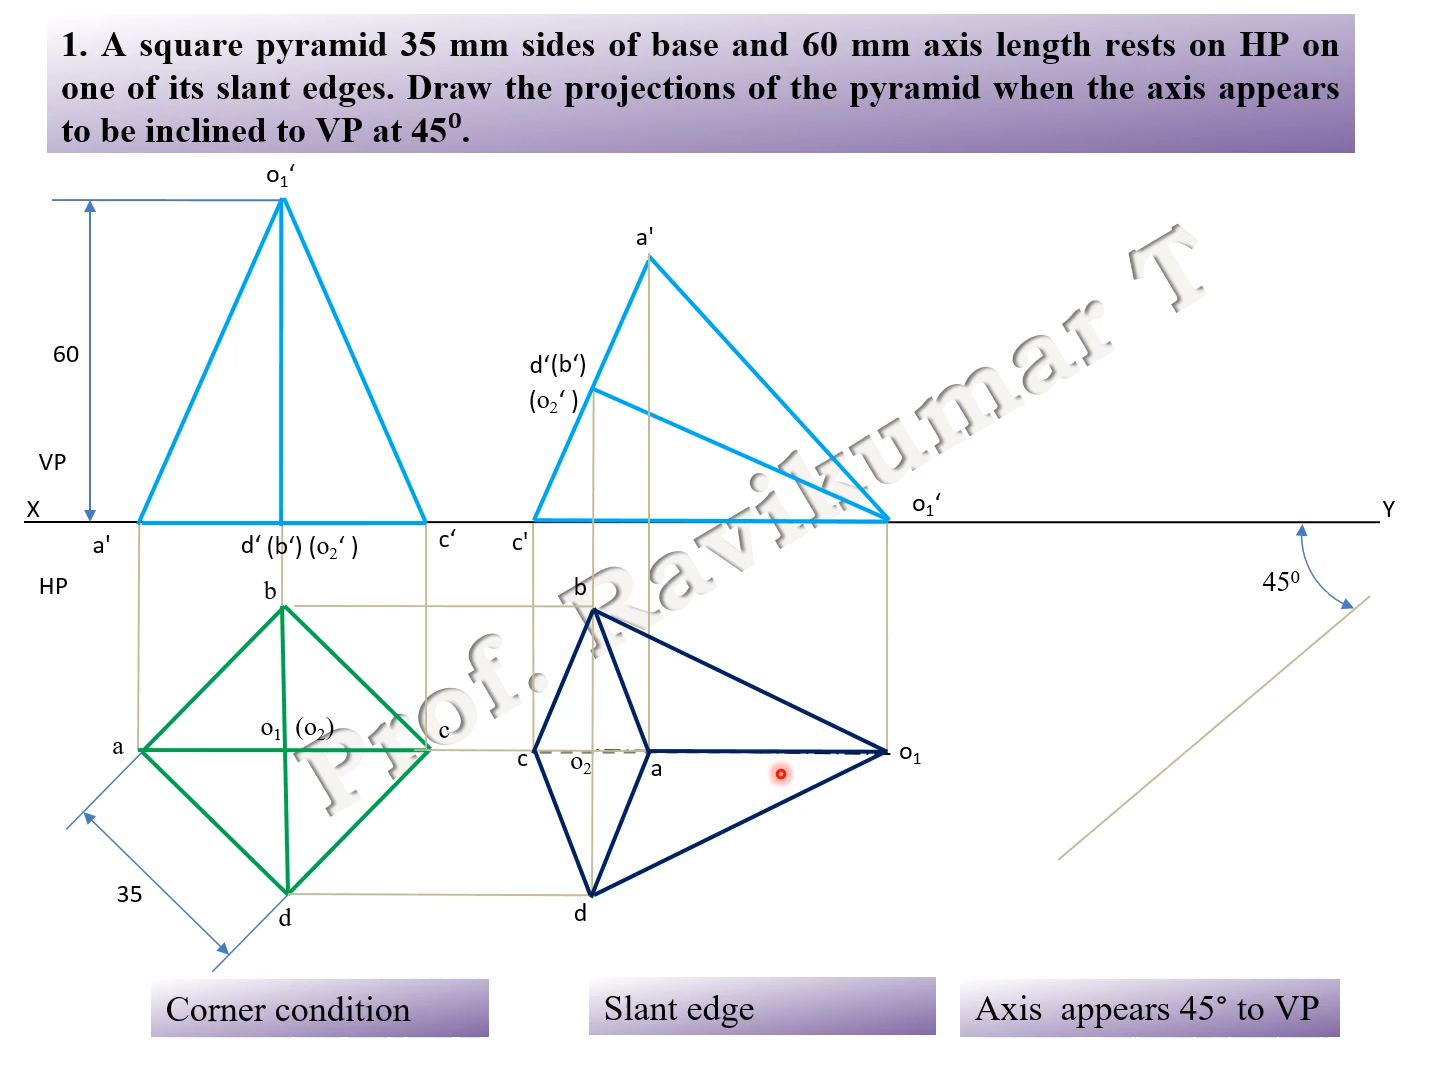 1. A square pyramid 35 mm sides of base and 60 mm axis length rests on HP on
one of its slant edges. Draw the projections of the pyramid when the axis appears
to be inclined to VP at 45⁰.
o₁‘
a'
60
d‘(b‘)
(o₂‘ )
VP
X
o₁‘
Y
a'
d‘ (b‘) (o₂‘ )
c‘
c'
HP
b
b
45⁰
a
o₁ (o₂)
c
c
o₂
a
o₁
35
d
d
Prof. Ravikumar T
Corner condition
Slant edge
Axis appears 45° to VP